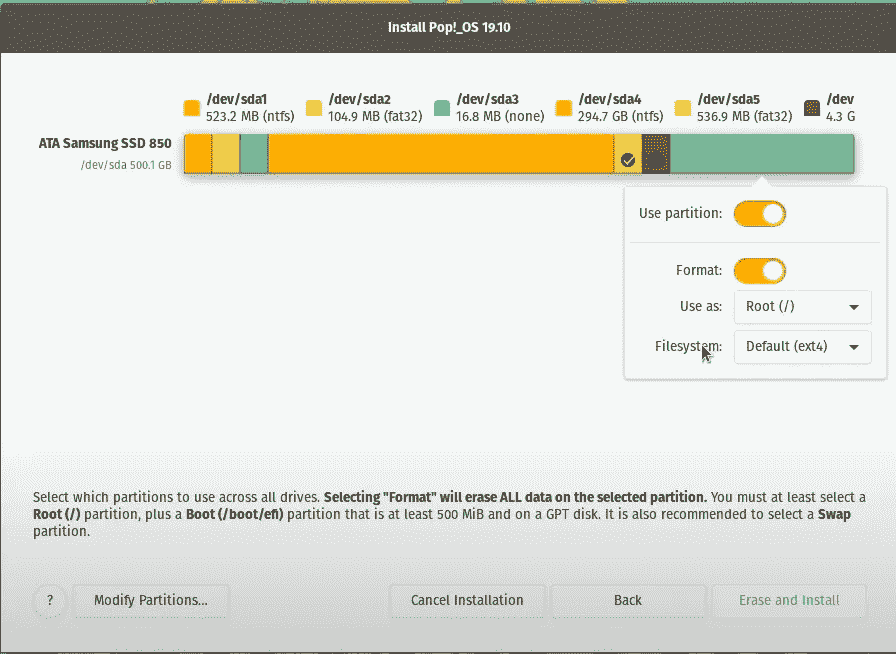 Install Pop!_OS 19.10
/dev/sda1 /dev/sda2 /dev/sda3 /dev/sda4 /dev/sda5 /dev
523.2 MB (ntfs) 104.9 MB (fat32) 16.8 MB (none) 294.7 GB (ntfs) 536.9 MB (fat32) 4.3 G
ATA Samsung SSD 850
/dev/sda 500.1 GB
Use partition:
Format:
Use as: Root (/)
Filesystem: Default (ext4)
Select which partitions to use across all drives. Selecting "Format" will erase ALL data on the selected partition. You must at least select a
Root (/) partition, plus a Boot (/boot/efi) partition that is at least 500 MiB and on a GPT disk. It is also recommended to select a Swap
partition.
? Modify Partitions... Cancel Installation Back Erase and Install